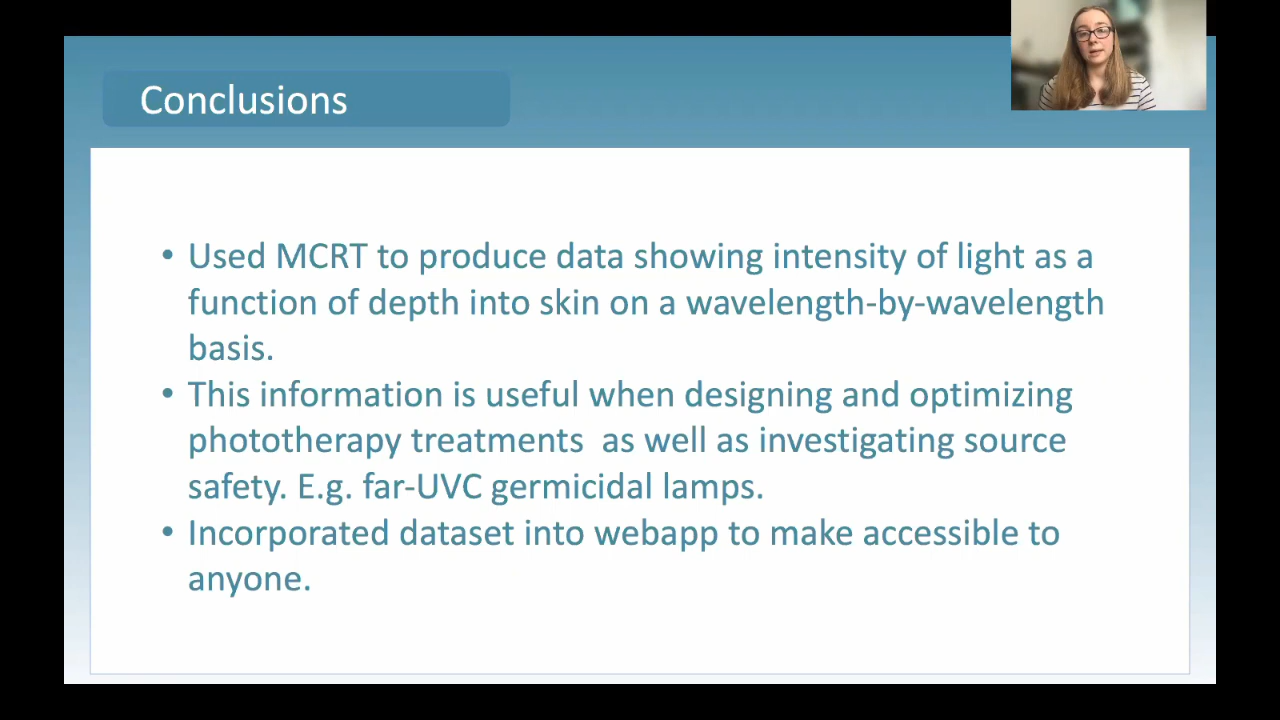 Conclusions
• Used MCRT to produce data showing intensity of light as a
function of depth into skin on a wavelength-by-wavelength
basis.
• This information is useful when designing and optimizing
phototherapy treatments  as well as investigating source
safety. E.g. far-UVC germicidal lamps.
• Incorporated dataset into webapp to make accessible to
anyone.